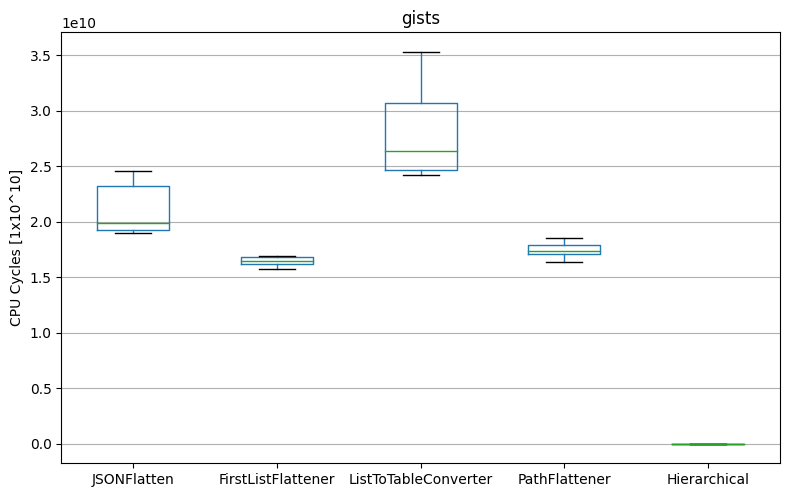 gists
1e10
CPU Cycles [1x10^10]
3.5
3.0
2.5
2.0
1.5
1.0
0.5
0.0
JSONFlatten FirstListFlattener ListToTableConverter PathFlattener Hierarchical